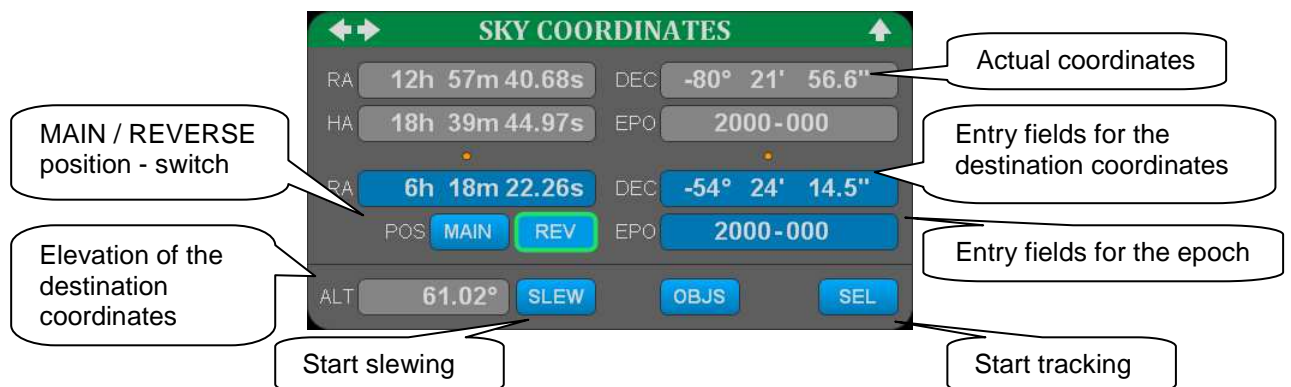 SKY COORDINATES
RA 12h 57m 40.68s DEC -80° 21' 56.6"
HA 18h 39m 44.97s EPO 2000-000
RA 6h 18m 22.26s DEC -54° 24' 14.5"
POS MAIN REV EPO 2000-000
ALT 61.02° SLEW OBJS SEL
MAIN / REVERSE
position - switch
Elevation of the
destination
coordinates
Start slewing
Actual coordinates
Entry fields for the
destination coordinates
Entry fields for the epoch
Start tracking